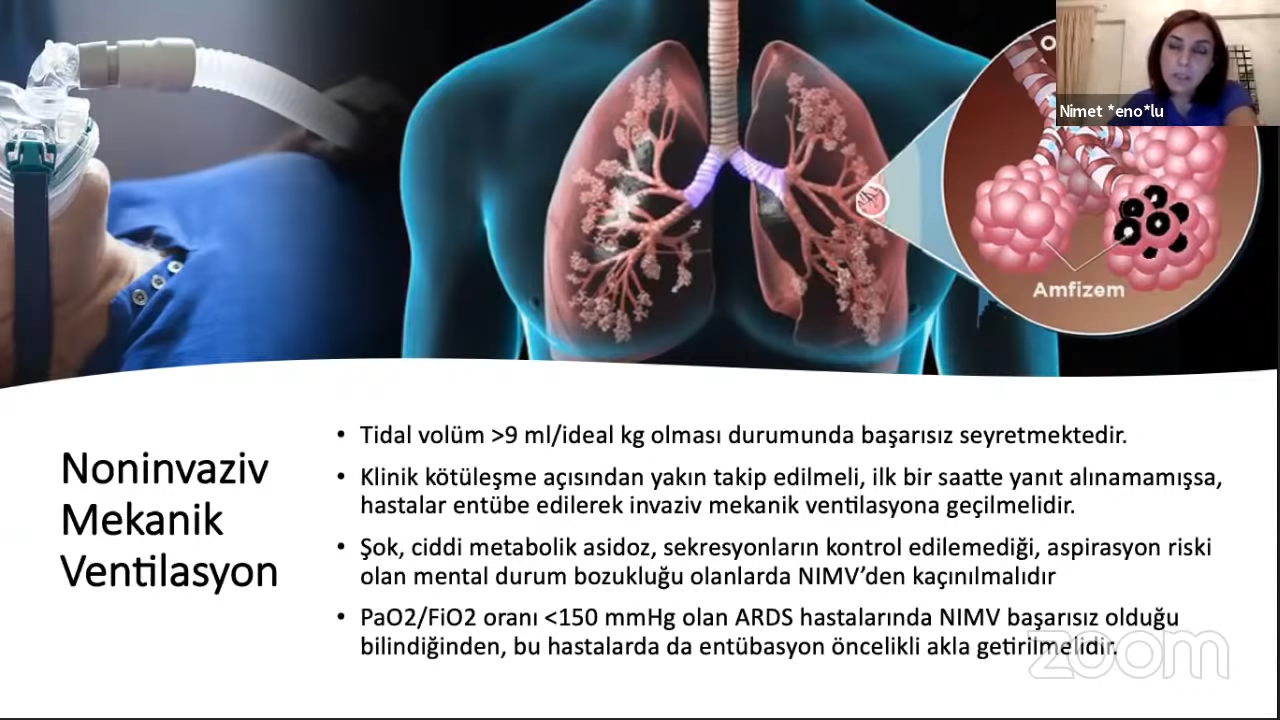 Nimet *eno*lu
Amfizem
Noninvaziv
Mekanik
Ventilasyon
• Tidal volüm >9 ml/ideal kg olması durumunda başarısız seyretmektedir.
• Klinik kötüleşme açısından yakın takip edilmeli, ilk bir saatte yanıt alınamamışsa,
hastalar entübe edilerek invaziv mekanik ventilasyona geçilmelidir.
• Şok, ciddi metabolik asidoz, sekresyonların kontrol edilemediği, aspirasyon riski
olan mental durum bozukluğu olanlarda NIMV’den kaçınılmalıdır
• PaO2/FiO2 oranı <150 mmHg olan ARDS hastalarında NIMV başarısız olduğu
bilindiğinden, bu hastalarda da entübasyon öncelikli akla getirilmelidir.
zoom